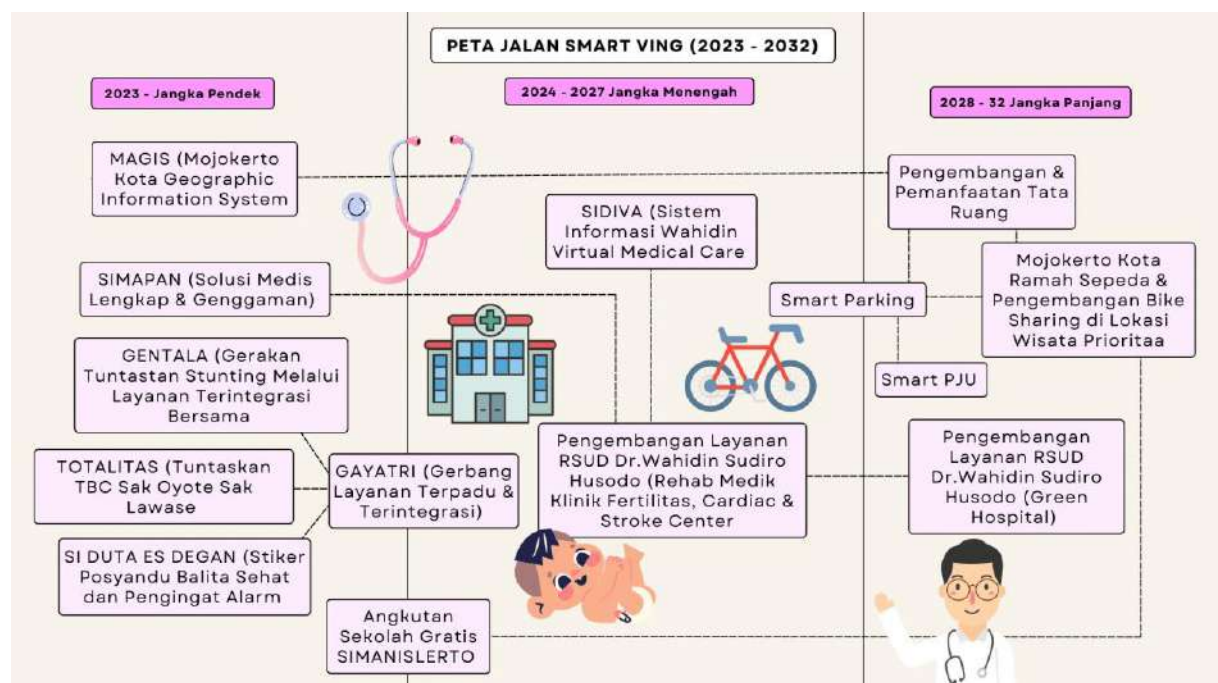 PETA JALAN SMART VING (2023 - 2032)
2023 - Jangka Pendek
2024 - 2027 Jangka Menengah
2028 - 32 Jangka Panjang
MAGIS (Mojokerto
Kota Geographic
Information System
SIMAPAN (Solusi Medis
Lengkap & Genggaman)
GENTALA (Gerakan
Tuntastan Stunting Melalui
Layanan Terintegrasi
Bersama
TOTALITAS (Tuntaskan
TBC Sak Oyote Sak
Lawase
SI DUTA ES DEGAN (Stiker
Posyandu Balita Sehat
dan Pengingat Alarm
GAYATRI (Gerbang
Layanan Terpadu &
Terintegrasi)
Angkutan
Sekolah Gratis
SIMANISLERTO
SIDIVA (Sistem
Informasi Wahidin
Virtual Medical Care
Pengembangan Layanan
RSUD Dr.Wahidin Sudiro
Husodo (Rehab Medik
Klinik Fertilitas, Cardiac &
Stroke Center
Pengembangan &
Pemanfaatan Tata
Ruang
Smart Parking
Mojokerto Kota
Ramah Sepeda &
Pengembangan Bike
Sharing di Lokasi
Wisata Prioritaa
Smart PJU
Pengembangan
Layanan RSUD
Dr.Wahidin Sudiro
Husodo (Green
Hospital)